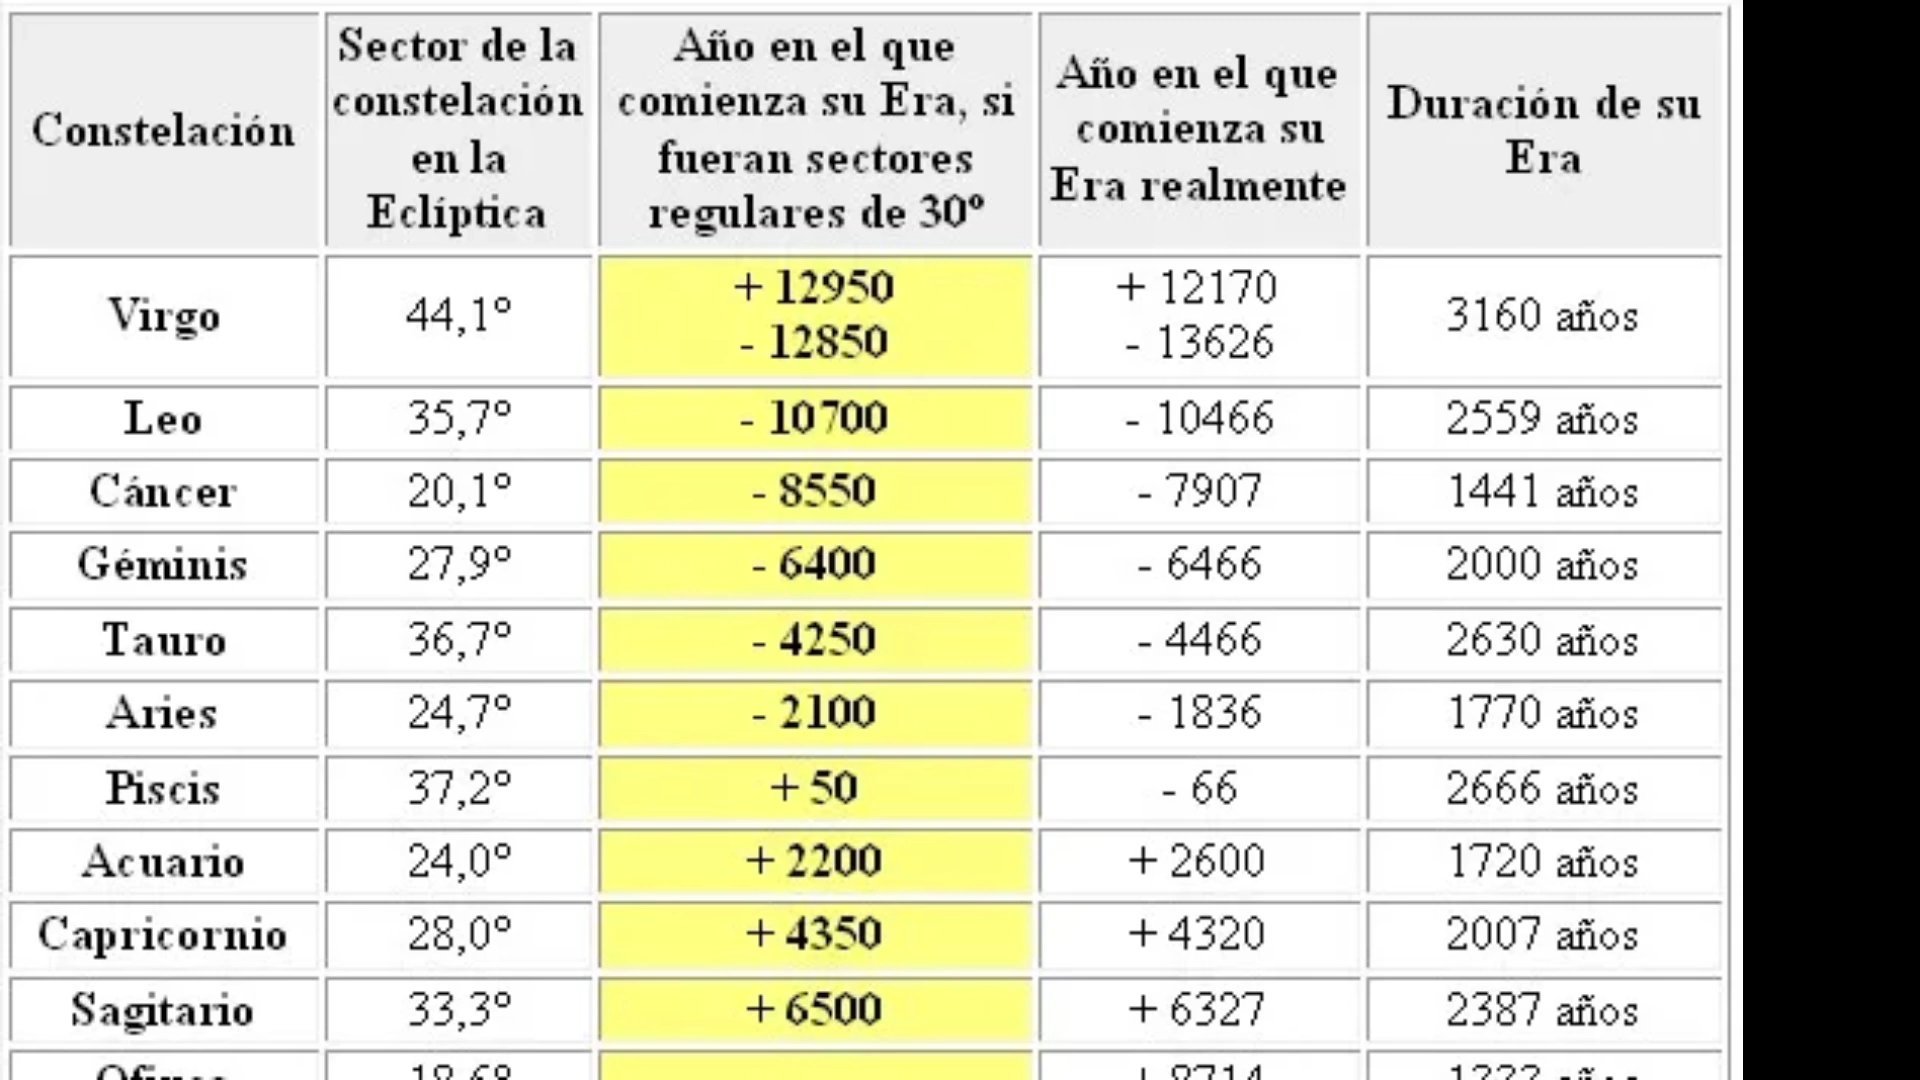 Constelación
Sector de la
constelación
en la
Eclíptica
Año en el que
comienza su Era, si
fueran sectores
regulares de 30º
Año en el que
comienza su
Era realmente
Duración de su
Era
Virgo
44,1º
+ 12950
- 12850
+ 12170
- 13626
3160 años
Leo
35,7º
- 10700
- 10466
2559 años
Cáncer
20,1º
- 8550
- 7907
1441 años
Géminis
27,9º
- 6400
- 6466
2000 años
Tauro
36,7º
- 4250
- 4466
2630 años
Aries
24,7º
- 2100
- 1836
1770 años
Piscis
37,2º
+ 50
- 66
2666 años
Acuario
24,0º
+ 2200
+ 2600
1720 años
Capricornio
28,0º
+ 4350
+ 4320
2007 años
Sagitario
33,3º
+ 6500
+ 6327
2387 años